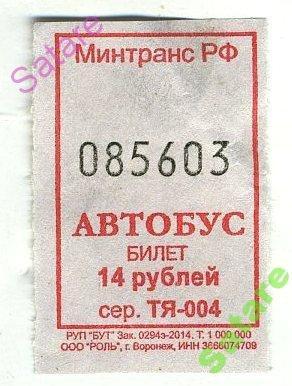 Satare
Минтранс РФ
085603
АВТОБУС
БИЛЕТ
14 рублей
сер. ТЯ-004
РУП "БУТ" Зак. 0294э-2014. Т. 1 000 000
ООО "РОЛЬ", г. Воронеж, ИНН 3666074709
Satare